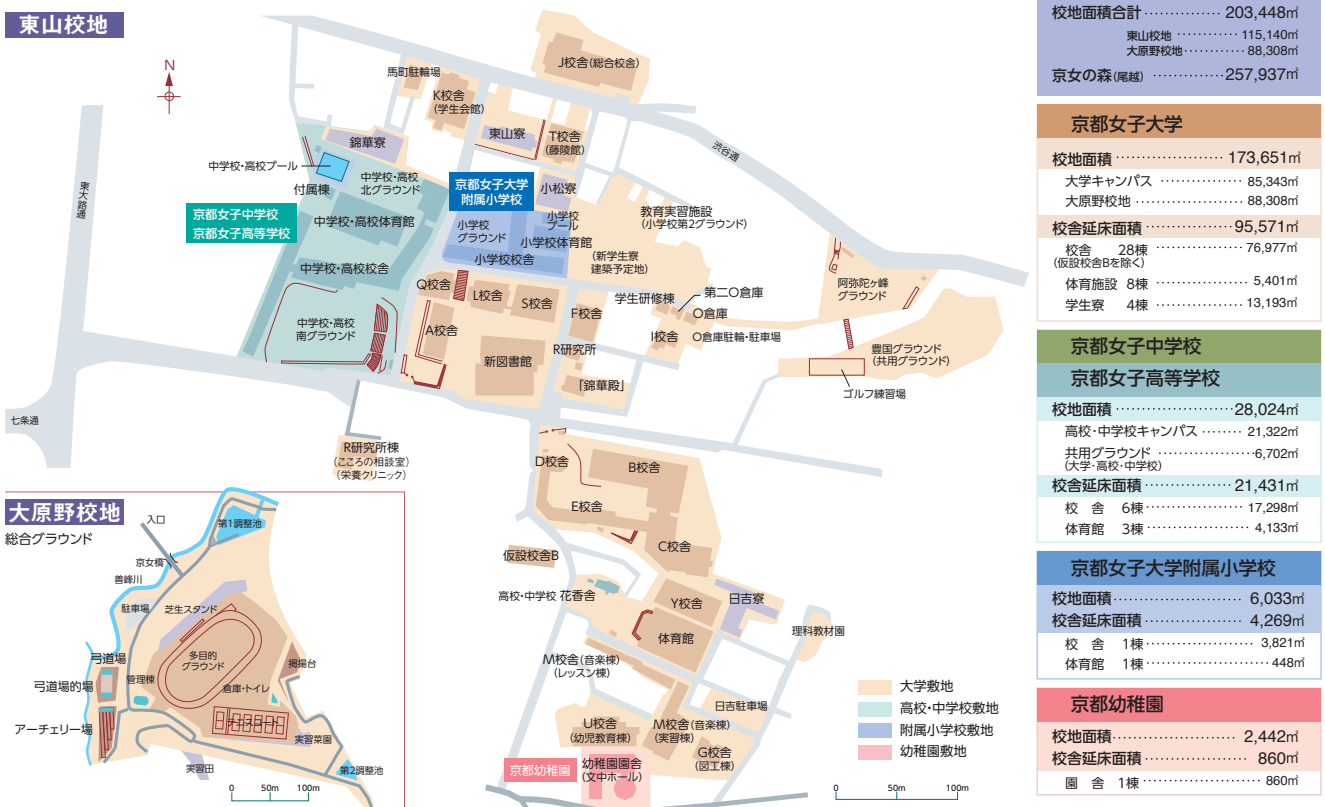 東山校地
N
馬町駐輪場
K校舎
(学生会館)
J校舎(総合校舎)
錦華寮
東山寮
T校舎
(藤陵館)
渋谷通
東大路通
中学校・高校プール
付属棟
中学校・高校
北グラウンド
京都女子大学
附属小学校
小松寮
京都女子中学校
京都女子高等学校
中学校・高校体育館
小学校
グラウンド
小学校
プール
小学校体育館
小学校校舎
教育実習施設
(小学校第2グラウンド)
(新学生寮
建築予定地)
中学校・高校校舎
中学校・高校
南グラウンド
Q校舎
L校舎
S校舎
A校舎
新図書館
F校舎
R研究所
「錦華殿」
学生研修棟
第二O倉庫
O倉庫
I校舎
O倉庫駐輪・駐車場
阿弥陀ヶ峰
グラウンド
豊国グラウンド
(共用グラウンド)
ゴルフ練習場
七条通
R研究所棟
(こころの相談室)
(栄養クリニック)
D校舎
B校舎
E校舎
C校舎
仮設校舎B
高校・中学校 花香舎
Y校舎
日吉寮
体育館
理科教材園
M校舎(音楽棟)
(レッスン棟)
日吉駐車場
U校舎
(幼児教育棟)
M校舎(音楽棟)
(実習棟)
G校舎
(図工棟)
京都幼稚園
幼稚園園舎
(文中ホール)
大学敷地
高校・中学校敷地
附属小学校敷地
幼稚園敷地
0 50m 100m
大原野校地
総合グラウンド
入口
第1調整池
京女橋
善峰川
駐車場
芝生スタンド
多目的
グラウンド
弓道場
弓道場的場
管理棟
倉庫・トイレ
掲揚台
アーチェリー場
テニスコート
実習菜園
実習田
第2調整池
0 50m 100m
校地面積合計 ‥‥‥‥‥ 203,448㎡
東山校地 ‥‥‥‥‥ 115,140㎡
大原野校地 ‥‥‥‥‥ 88,308㎡
京女の森(尾越) ‥‥‥‥‥ 257,937㎡
京都女子大学
校地面積 ‥‥‥‥‥ 173,651㎡
大学キャンパス ‥‥‥‥‥ 85,343㎡
大原野校地 ‥‥‥‥‥ 88,308㎡
校舎延床面積 ‥‥‥‥‥ 95,571㎡
校舎 28棟 ‥‥‥‥‥ 76,977㎡
(仮設校舎Bを除く)
体育施設 8棟 ‥‥‥‥‥ 5,401㎡
学生寮 4棟 ‥‥‥‥‥ 13,193㎡
京都女子中学校
京都女子高等学校
校地面積 ‥‥‥‥‥ 28,024㎡
高校・中学校キャンパス ‥‥‥ 21,322㎡
共用グラウンド ‥‥‥‥‥ 6,702㎡
(大学・高校・中学校)
校舎延床面積 ‥‥‥‥‥ 21,431㎡
校 舎 6棟 ‥‥‥‥‥ 17,298㎡
体育館 3棟 ‥‥‥‥‥ 4,133㎡
京都女子大学附属小学校
校地面積 ‥‥‥‥‥ 6,033㎡
校舎延床面積 ‥‥‥‥‥ 4,269㎡
校 舎 1棟 ‥‥‥‥‥ 3,821㎡
体育館 1棟 ‥‥‥‥‥ 448㎡
京都幼稚園
校地面積 ‥‥‥‥‥ 2,442㎡
校舎延床面積 ‥‥‥‥‥ 860㎡
園 舎 1棟 ‥‥‥‥‥ 860㎡